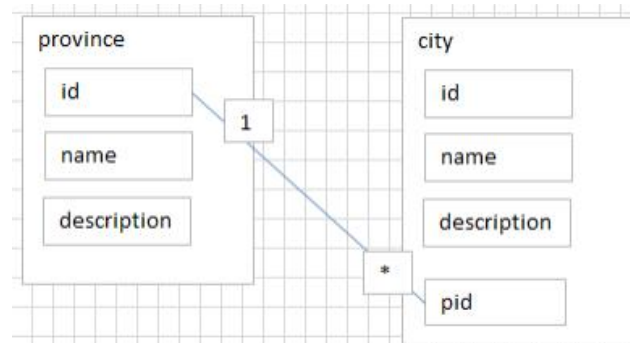 province
id
name
description
1
*
city
id
name
description
pid